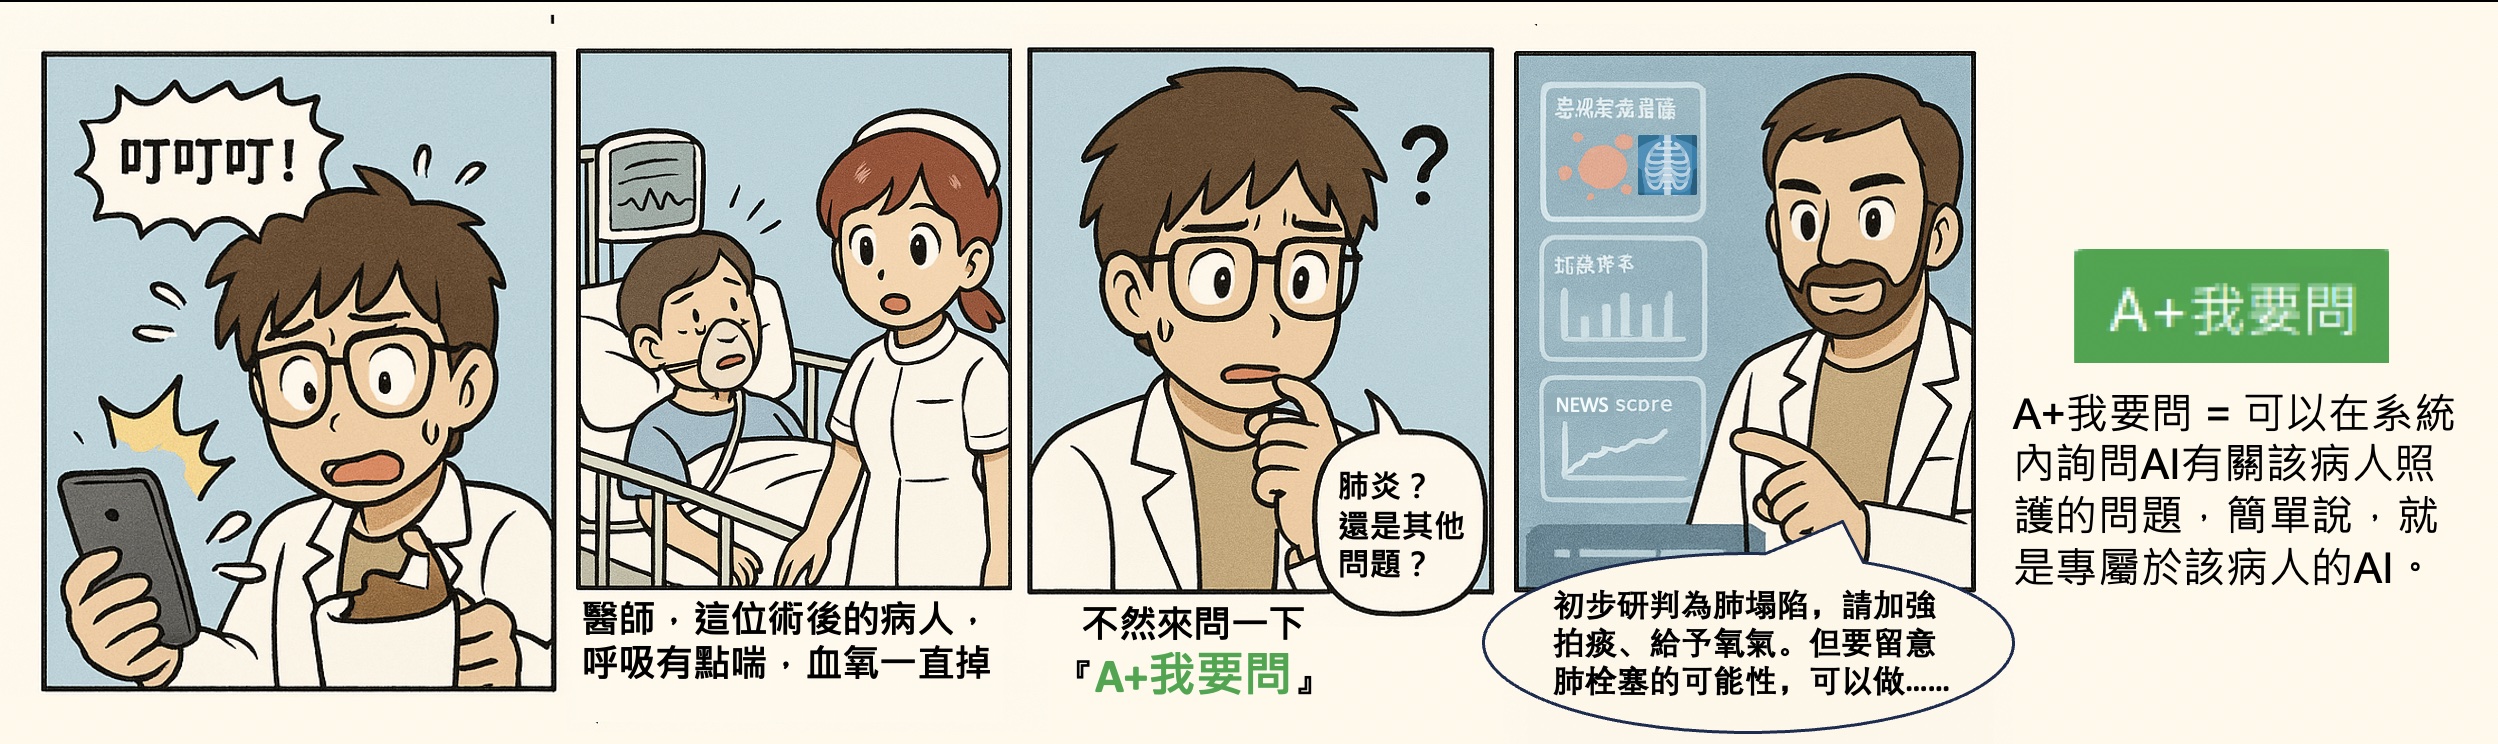 叮叮叮!
醫師，這位術後的病人，
呼吸有點喘，血氧一直掉
?
肺炎？
還是其他
問題？
不然來問一下
『A+我要問』
NEWS score
初步研判為肺塌陷，請加強
拍痰、給予氧氣。但要留意
肺栓塞的可能性，可以做……
A+我要問
A+我要問 = 可以在系統
內詢問AI有關該病人照
護的問題，簡單說，就
是專屬於該病人的AI。